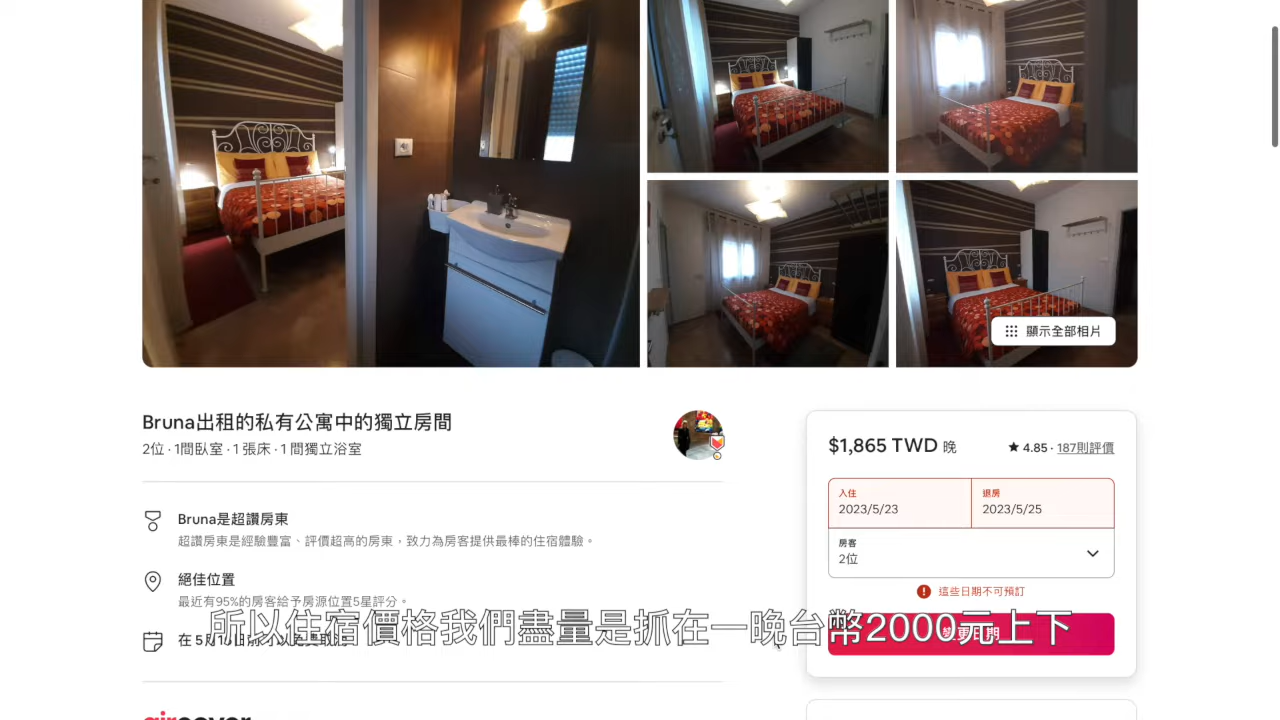 顯示全部相片
Bruna出租的私有公寓中的獨立房間
2位 · 1間臥室 · 1 張床 · 1 間獨立浴室
$1,865 TWD 晚
★ 4.85 · 187則評價
入住
2023/5/23
退房
2023/5/25
房客
2位
這些日期不可預訂
Bruna是超讚房東
超讚房東是經驗豐富、評價超高的房東，致力為房客提供最棒的住宿體驗。
絕佳位置
最近有95%的房客給予房源位置5星評分。
所以住宿價格我們盡量是抓在一晚台幣2000元上下
aircover